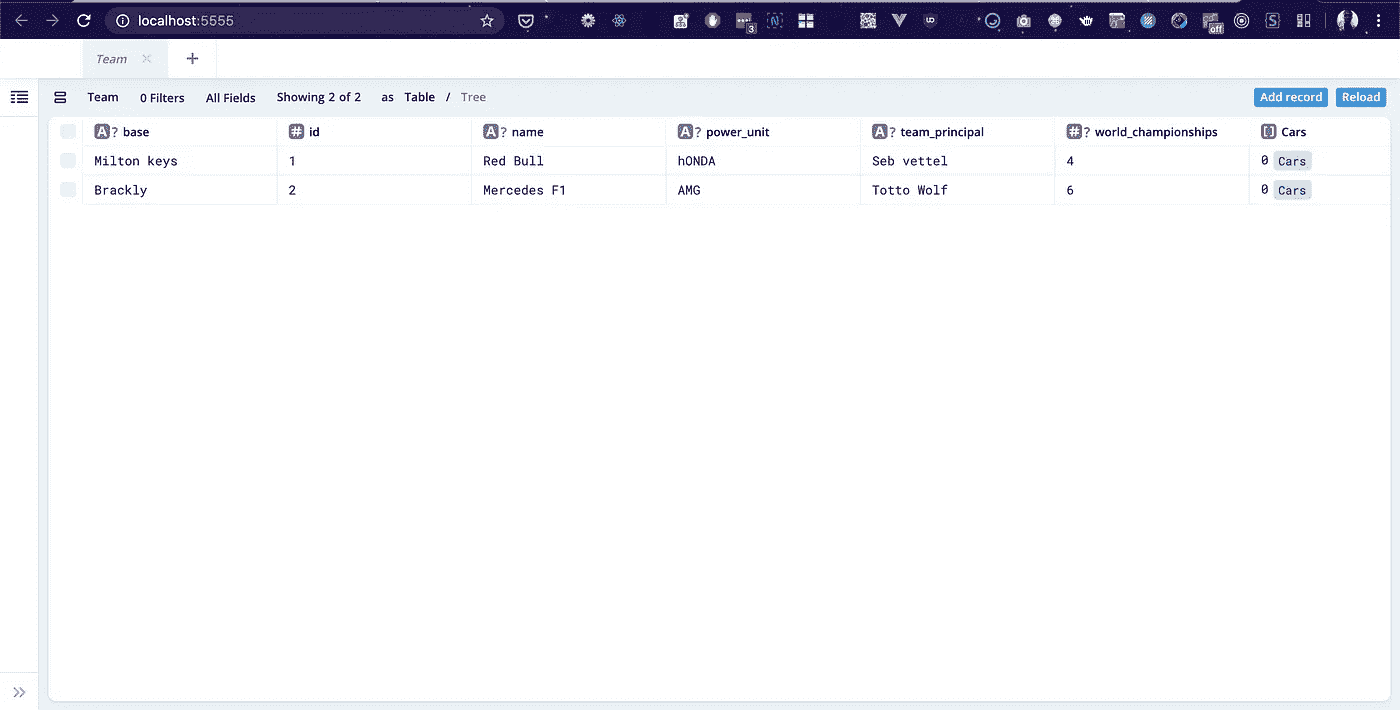 localhost:5555
3
off
Team
Team 0 Filters All Fields Showing 2 of 2 as Table / Tree Add record Reload
A? base # id A? name A? power_unit A? team_principal #? world_championships [] Cars
Milton keys 1 Red Bull hONDA Seb vettel 4 0 Cars
Brackly 2 Mercedes F1 AMG Totto Wolf 6 0 Cars